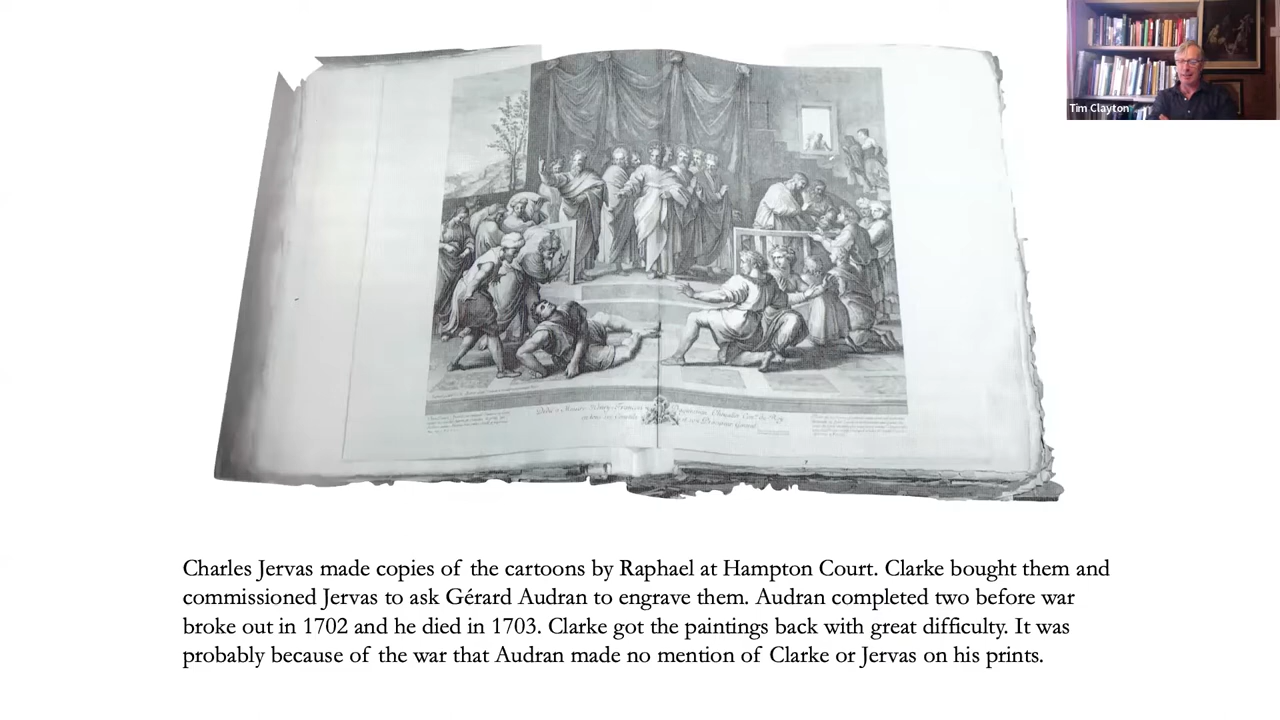 Tim Clayton
Charles Jervas made copies of the cartoons by Raphael at Hampton Court. Clarke bought them and
commissioned Jervas to ask Gérard Audran to engrave them. Audran completed two before war
broke out in 1702 and he died in 1703. Clarke got the paintings back with great difficulty. It was
probably because of the war that Audran made no mention of Clarke or Jervas on his prints.